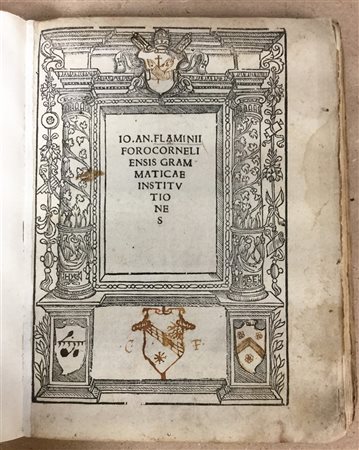 IO. AN. FLAMINII
FOROCORNELI
ENSIS GRAM
MATICAE
INSTITV
TIO
NE
S
C F